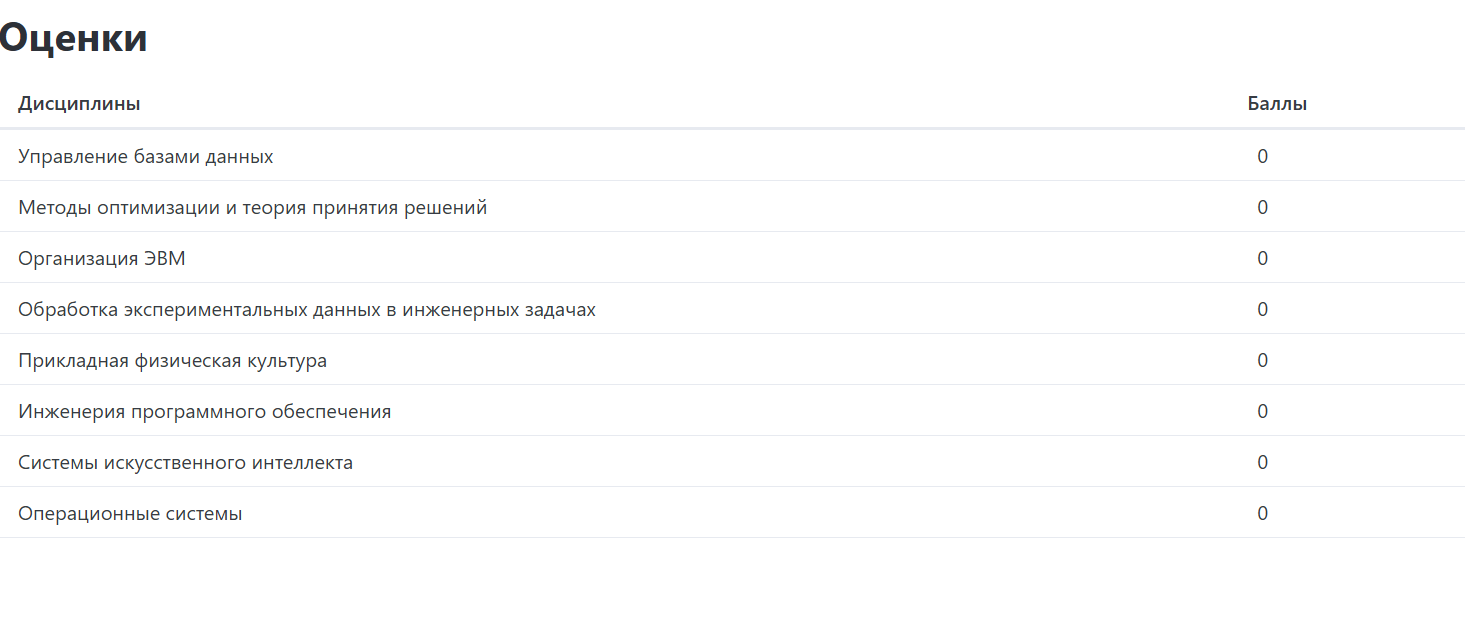 Оценки
Дисциплины Баллы
Управление базами данных 0
Методы оптимизации и теория принятия решений 0
Организация ЭВМ 0
Обработка экспериментальных данных в инженерных задачах 0
Прикладная физическая культура 0
Инженерия программного обеспечения 0
Системы искусственного интеллекта 0
Операционные системы 0